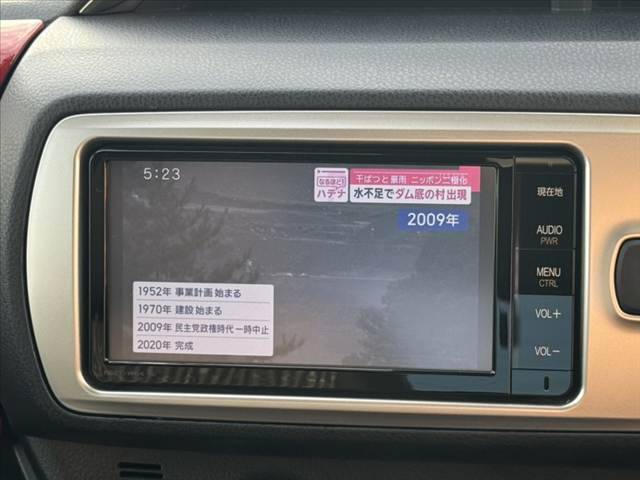 5:23
なるほど!
ハテナ
干ばつと豪雨 ニッポン二極化
水不足でダム底の村出現
2009年
1952年 事業計画 始まる
1970年 建設 始まる
2009年 民主党政権時代 一時中止
2020年 完成
現在地
AUDIO
PWR
MENU
CTRL
VOL+
VOL-